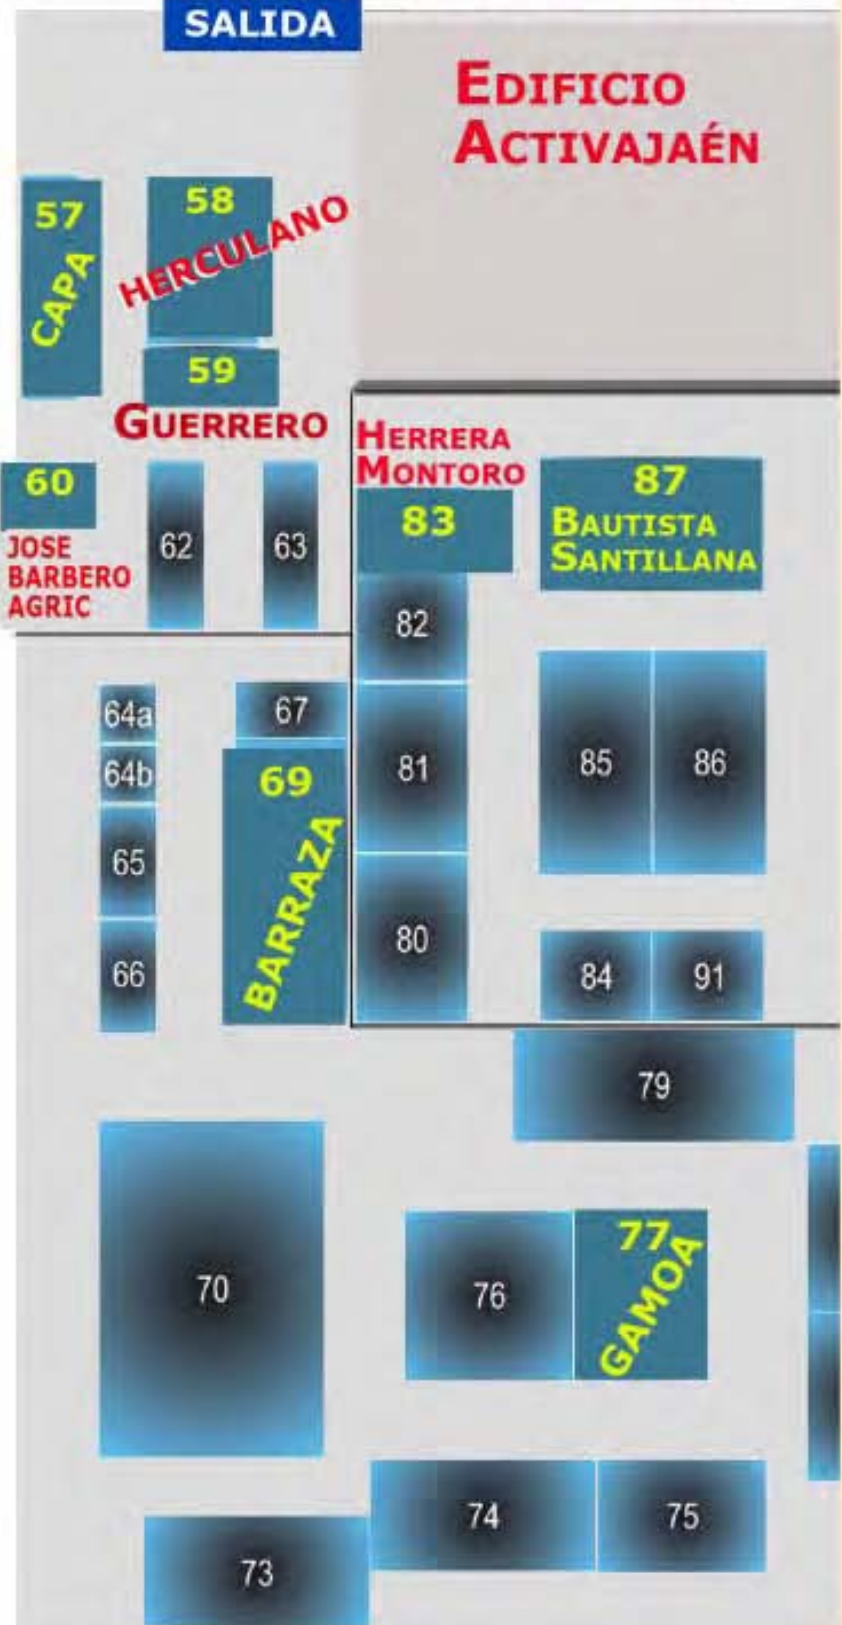 SALIDA
EDIFICIO
ACTIVAJAÉN
57
CAPA
58
HERCULANO
59
GUERRERO
60
JOSE
BARBERO
AGRIC
62
63
HERRERA
MONTORO
83
87
BAUTISTA
SANTILLANA
82
64a
67
64b
69
BARRAZA
81
85
86
65
66
80
84
91
79
70
76
77
GAMOA
74
75
73